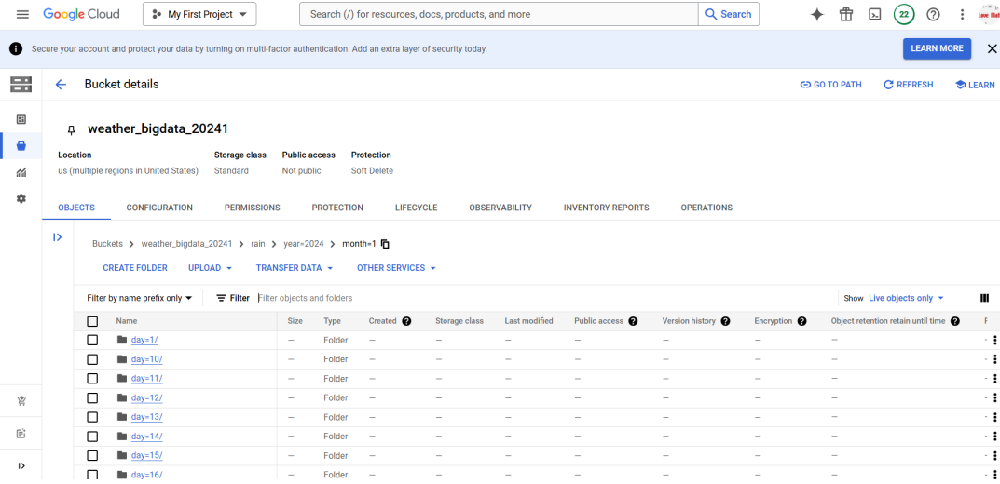 Google Cloud My First Project Search (/) for resources, docs, products, and more Search 22
Secure your account and protect your data by turning on multi-factor authentication. Add an extra layer of security today. LEARN MORE
Bucket details GO TO PATH REFRESH LEARN
weather_bigdata_20241
Location Storage class Public access Protection
us (multiple regions in United States) Standard Not public Soft Delete
OBJECTS CONFIGURATION PERMISSIONS PROTECTION LIFECYCLE OBSERVABILITY INVENTORY REPORTS OPERATIONS
Buckets > weather_bigdata_20241 > rain > year=2024 > month=1
CREATE FOLDER UPLOAD TRANSFER DATA OTHER SERVICES
Filter by name prefix only Filter Filter objects and folders Show Live objects only
Name Size Type Created Storage class Last modified Public access Version history Encryption Object retention retain until time
day=1/ — Folder — — — — — — —
day=10/ — Folder — — — — — — —
day=11/ — Folder — — — — — — —
day=12/ — Folder — — — — — — —
day=13/ — Folder — — — — — — —
day=14/ — Folder — — — — — — —
day=15/ — Folder — — — — — — —
day=16/ — Folder — — — — — — —